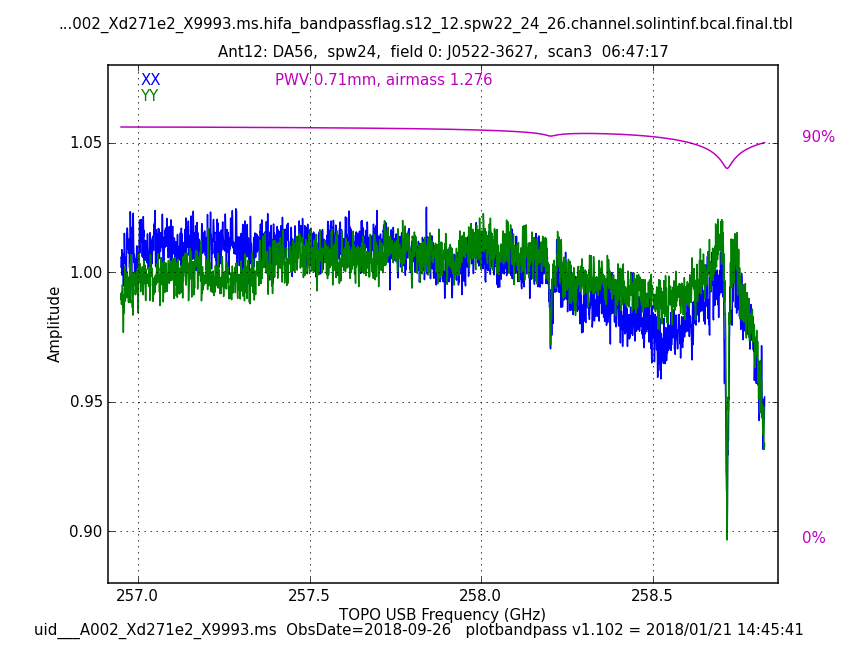 ...002_Xd271e2_X9993.ms.hifa_bandpassflag.s12_12.spw22_24_26.channel.solintinf.bcal.final.tbl
Ant12: DA56,  spw24,  field 0: J0522-3627,  scan3  06:47:17
XX
PWV 0.71mm, airmass 1.276
YY
90%
1.05
1.00
Amplitude
0.95
0.90
0%
257.0
257.5
258.0
258.5
TOPO USB Frequency (GHz)
uid___A002_Xd271e2_X9993.ms  ObsDate=2018-09-26   plotbandpass v1.102 = 2018/01/21 14:45:41